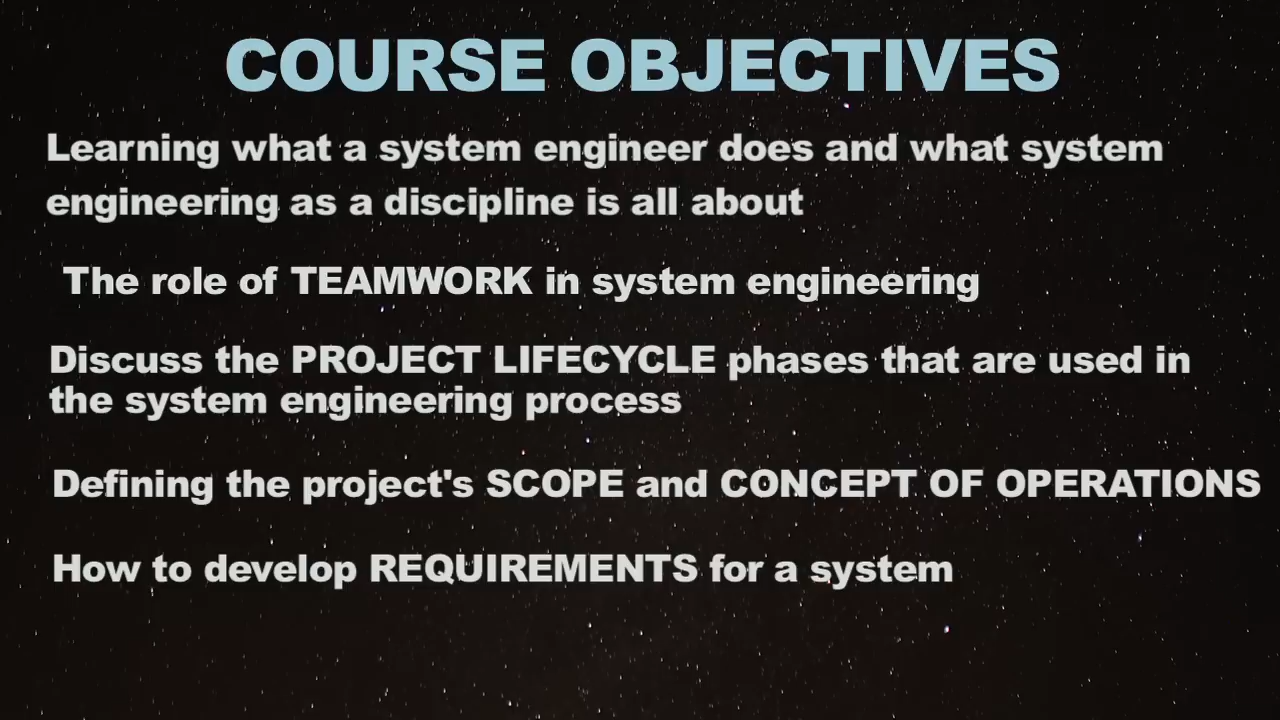 COURSE OBJECTIVES
Learning what a system engineer does and what system
engineering as a discipline is all about
The role of TEAMWORK in system engineering
Discuss the PROJECT LIFECYCLE phases that are used in
the system engineering process
Defining the project's SCOPE and CONCEPT OF OPERATIONS
How to develop REQUIREMENTS for a system